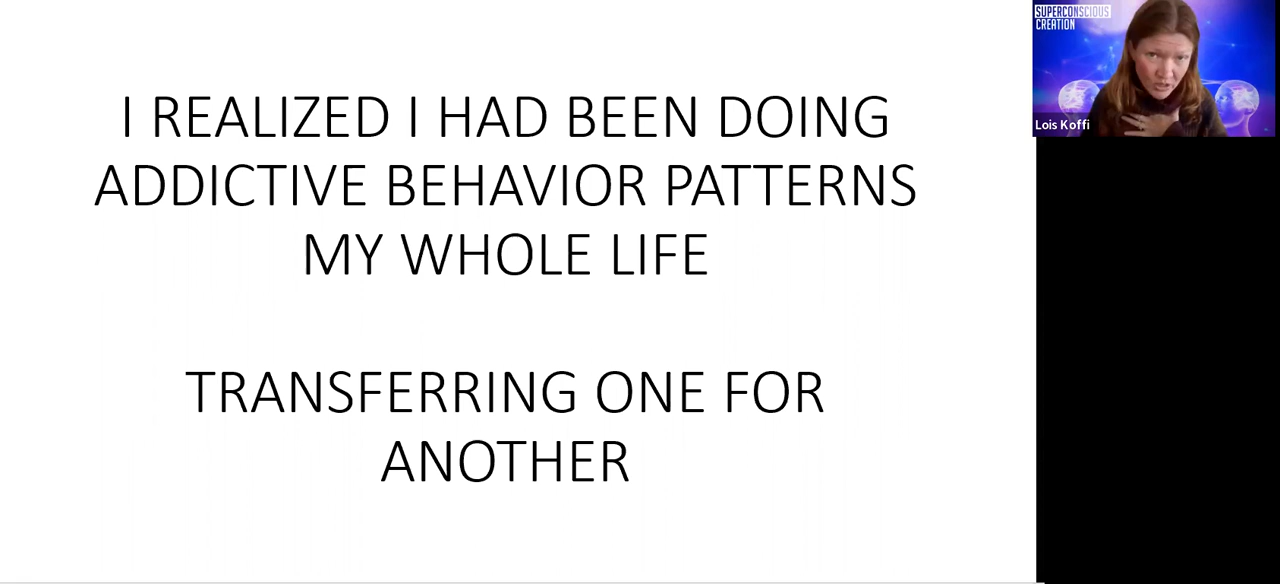 I REALIZED I HAD BEEN DOING
ADDICTIVE BEHAVIOR PATTERNS
MY WHOLE LIFE
TRANSFERRING ONE FOR
ANOTHER
SUPERCONSCIOUS
CREATION
Lois Koffi